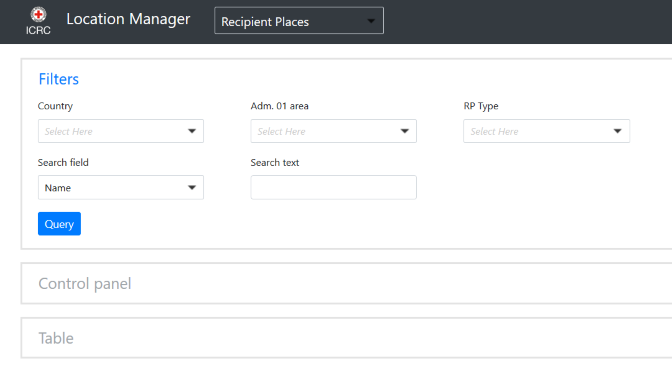 ICRC
Location Manager
Recipient Places
Filters
Country
Adm. 01 area
RP Type
Select Here
Select Here
Select Here
Search field
Search text
Name
Query
Control panel
Table